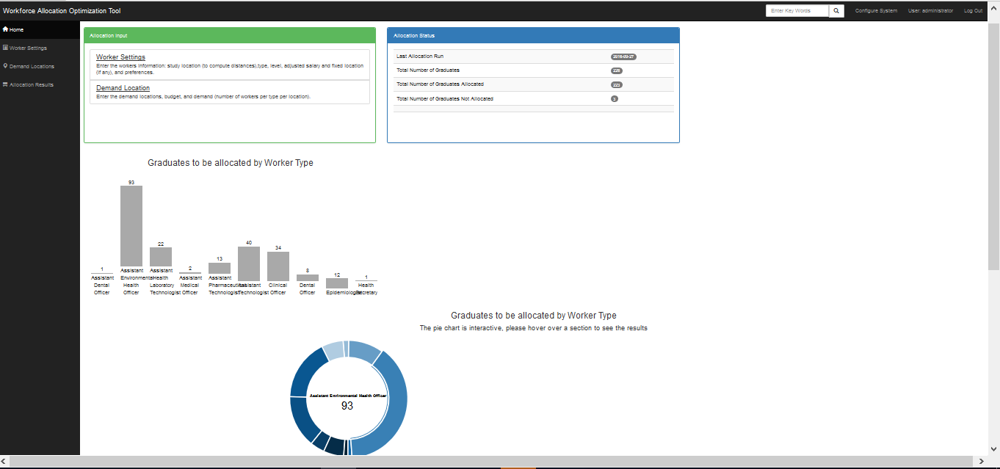 Workforce Allocation Optimization Tool
Enter Key Words
Configure System
User: administrator
Log Out
Home
Worker Settings
Demand Locations
Allocation Results
Allocation Input
Worker Settings
Enter the workers information: study location (to compute distances),type, level, adjusted salary and fixed location
(if any), and preferences.
Demand Location
Enter the demand locations, budget, and demand (number of workers per type per location).
Allocation Status
Last Allocation Run 2016-09-27
Total Number of Graduates 226
Total Number of Graduates Allocated 223
Total Number of Graduates Not Allocated 3
Graduates to be allocated by Worker Type
1
93
22
2
13
40
34
8
12
1
Assistant
Dental
Officer
Assistant
Environmental
Health
Officer
Assistant
Health
Laboratory
Technologist
Assistant
Medical
Officer
Assistant
Pharmaceutical
Technologist
Assistant
Technologist
Clinical
Officer
Dental
Officer
Epidemiologist
Health
Secretary
Graduates to be allocated by Worker Type
The pie chart is interactive, please hover over a section to see the results
Assistant Environmental Health Officer
93